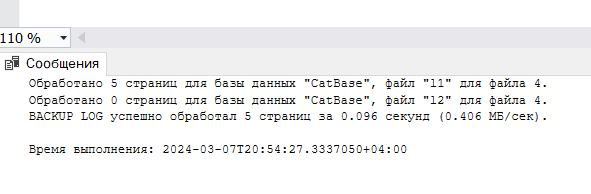 110 %
Сообщения
Обработано 5 страниц для базы данных "CatBase", файл "l1" для файла 4.
Обработано 0 страниц для базы данных "CatBase", файл "l2" для файла 4.
BACKUP LOG успешно обработал 5 страниц за 0.096 секунд (0.406 МБ/сек).
Время выполнения: 2024-03-07T20:54:27.3337050+04:00